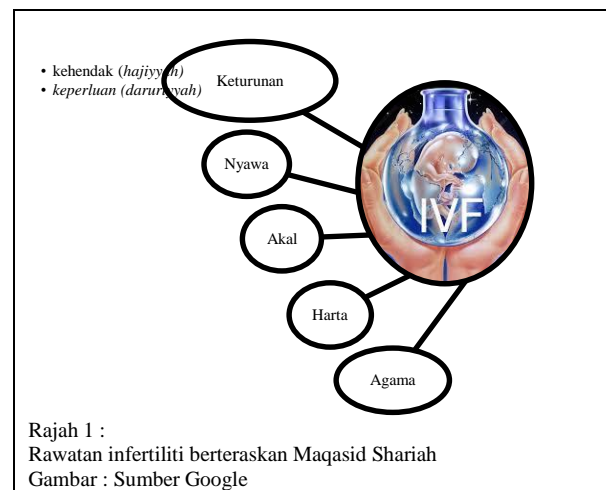 • kehendak (hajiyyah)
• keperluan (daruriyyah)
Keturunan
Nyawa
IVF
Akal
Harta
Agama
Rajah 1 :
Rawatan infertiliti berteraskan Maqasid Shariah
Gambar : Sumber Google